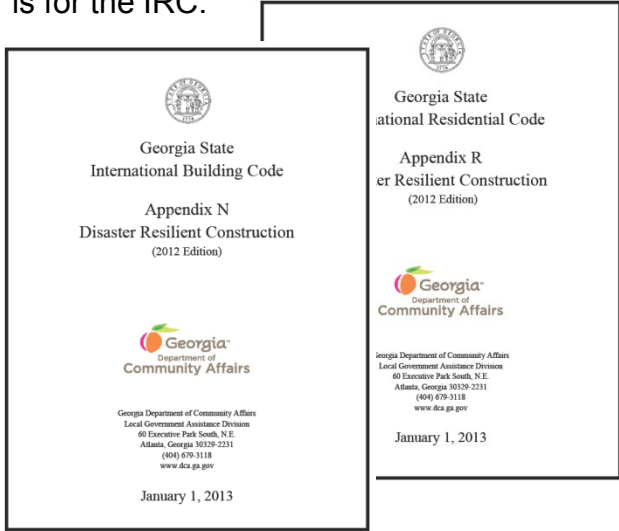 is for the IRC.
Georgia State
International Building Code
Appendix N
Disaster Resilient Construction
(2012 Edition)
Georgia
Department of
Community Affairs
Georgia Department of Community Affairs
Local Government Assistance Division
60 Executive Park South, N.E.
Atlanta, Georgia 30329-2231
(404) 679-3118
www.dca.ga.gov
January 1, 2013
Georgia State
ational Residential Code
Appendix R
er Resilient Construction
(2012 Edition)
Georgia
Department of
Community Affairs
Georgia Department of Community Affairs
Local Government Assistance Division
60 Executive Park South, N.E.
Atlanta, Georgia 30329-2231
(404) 679-3118
www.dca.ga.gov
January 1, 2013